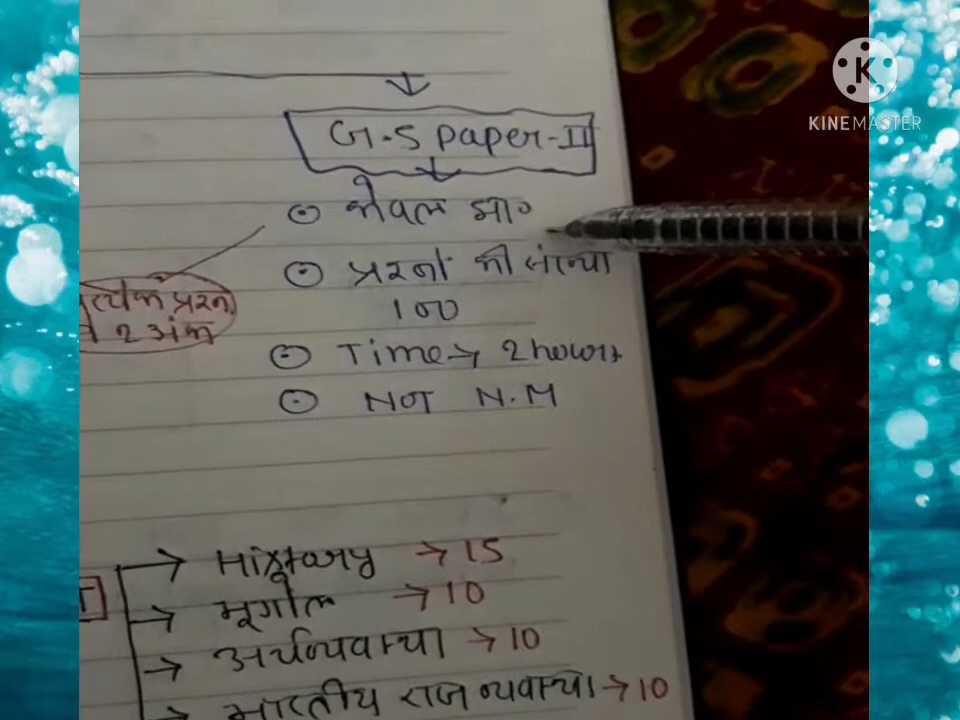 KINEMASTER
G.S Paper-II
केवल मा०
प्रश्नों की संख्या
100
प्रश्न
2 अंक
Time → 2 hours
Not N.M
History → 15
भूगोल → 10
अर्थव्यवस्था → 10
भारतीय राजव्यवस्था → 10